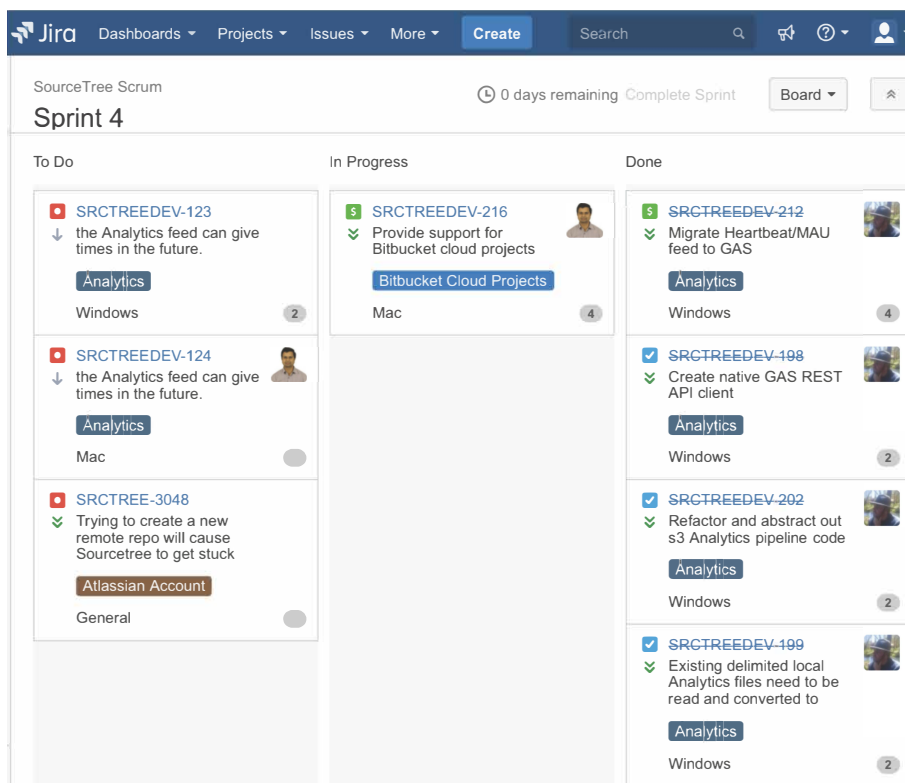 Jira Dashboards Projects Issues More Create Search
SourceTree Scrum
0 days remaining Complete Sprint Board
Sprint 4
To Do
In Progress
Done
SRCTREEDEV-123
the Analytics feed can give
times in the future.
Analytics
Windows 2
SRCTREEDEV-124
the Analytics feed can give
times in the future.
Analytics
Mac
SRCTREE-3048
Trying to create a new
remote repo will cause
Sourcetree to get stuck
Atlassian Account
General
SRCTREEDEV-216
Provide support for
Bitbucket cloud projects
Bitbucket Cloud Projects
Mac 4
SRCTREEDEV-212
Migrate Heartbeat/MAU
feed to GAS
Analytics
Windows 4
SRCTREEDEV-198
Create native GAS REST
API client
Analytics
Windows 2
SRCTREEDEV-202
Refactor and abstract out
s3 Analytics pipeline code
Analytics
Windows 2
SRCTREEDEV-199
Existing delimited local
Analytics files need to be
read and converted to
Analytics
Windows 2